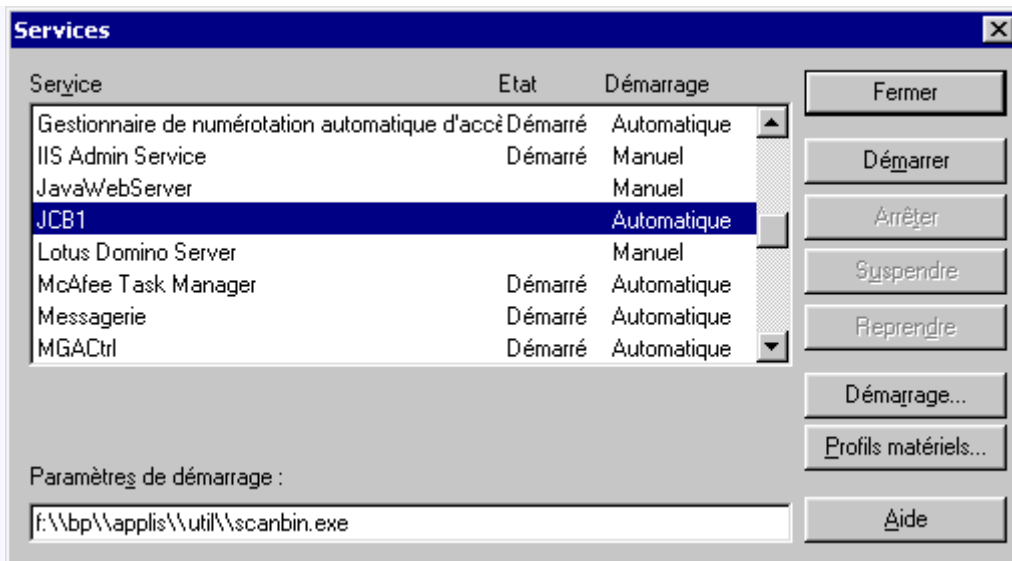 Services
Service Etat Démarrage
Fermer
Gestionnaire de numérotation automatique d'accè Démarré Automatique
IIS Admin Service Démarré Manuel
Démarrer
JavaWebServer Manuel
JCB1 Automatique
Arrêter
Lotus Domino Server Manuel
Suspendre
McAfee Task Manager Démarré Automatique
Messagerie Démarré Automatique
Reprendre
MGACtrl Démarré Automatique
Démarrage...
Profils matériels...
Paramètres de démarrage :
f:\\bp\\applis\\util\\scanbin.exe
Aide